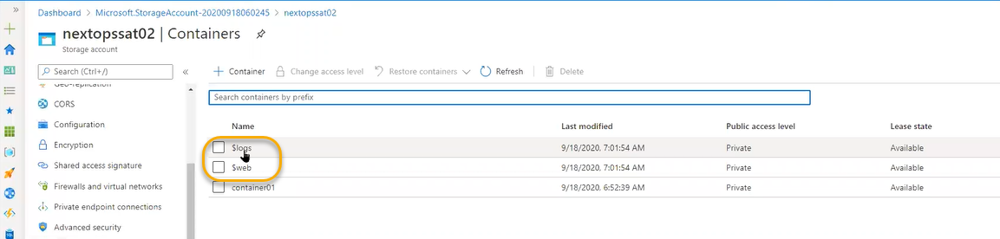 Dashboard > Microsoft.StorageAccount-20200918060245 > nextopssat02
nextopssat02 | Containers
Storage account
Search (Ctrl+/)
«
Container
Change access level
Restore containers
Refresh
Delete
Geo-replication
CORS
Configuration
Encryption
Shared access signature
Firewalls and virtual networks
Private endpoint connections
Advanced security
Search containers by prefix
Name Last modified Public access level Lease state
$logs 9/18/2020, 7:01:54 AM Private Available
$web 9/18/2020, 7:01:54 AM Private Available
container01 9/18/2020, 6:52:39 AM Private Available